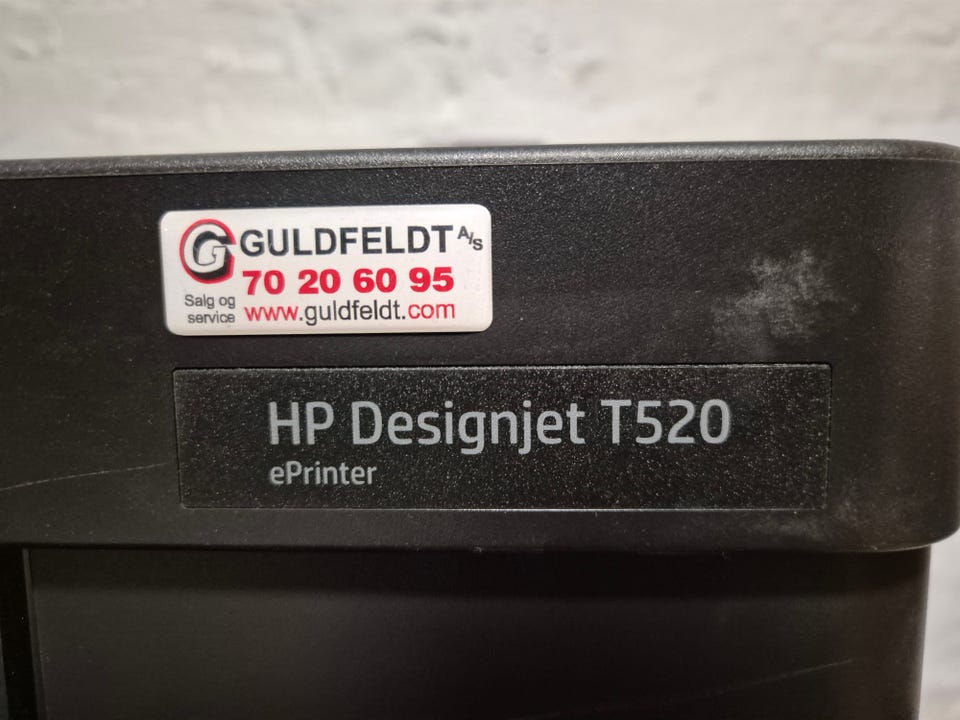 G GULDFELDT A/S
70 20 60 95
Salg og
service www.guldfeldt.com
HP Designjet T520
ePrinter